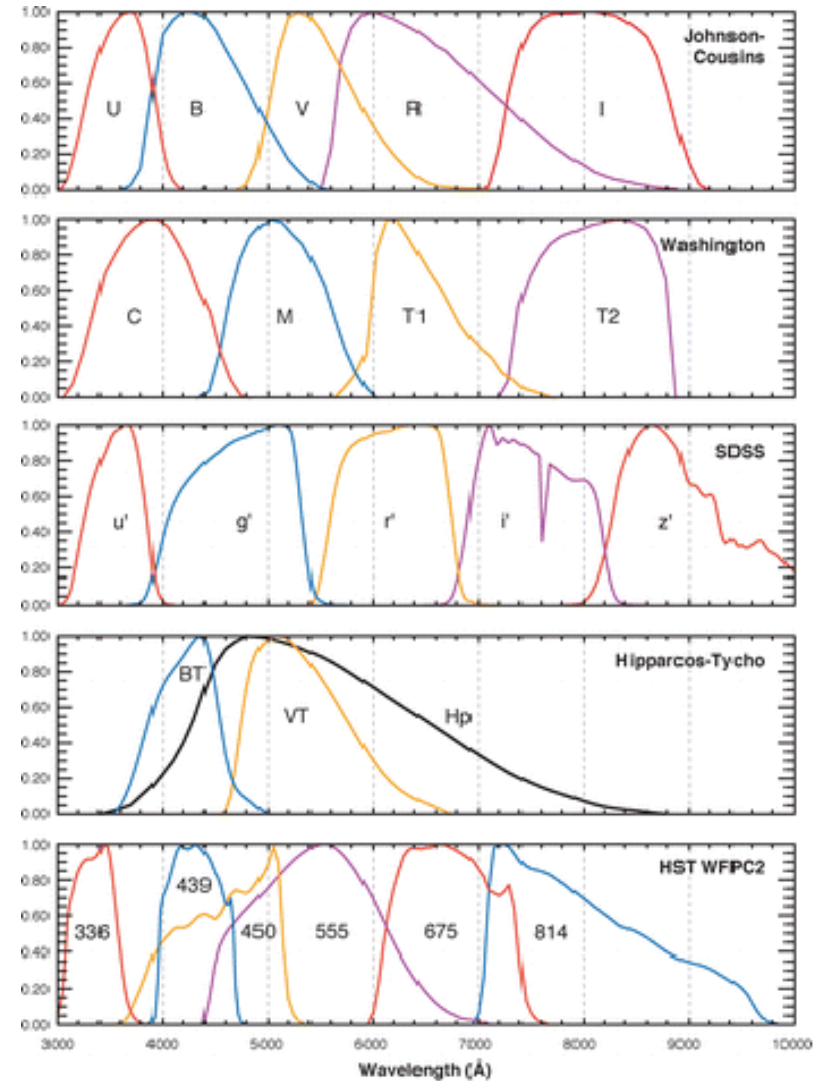 1.00
0.80
0.60
0.40
0.20
0.00
Johnson-
Cousins
U B V R I
1.00
0.80
0.60
0.40
0.20
0.00
Washington
C M T1 T2
1.00
0.80
0.60
0.40
0.20
0.00
SDSS
u' g' r' i' z'
1.00
0.80
0.60
0.40
0.20
0.00
Hipparcos-Tycho
BT VT Hp
1.00
0.80
0.60
0.40
0.20
0.00
HST WFPC2
336 439 450 555 675 814
3000 4000 5000 6000 7000 8000 9000 10000
Wavelength (Å)